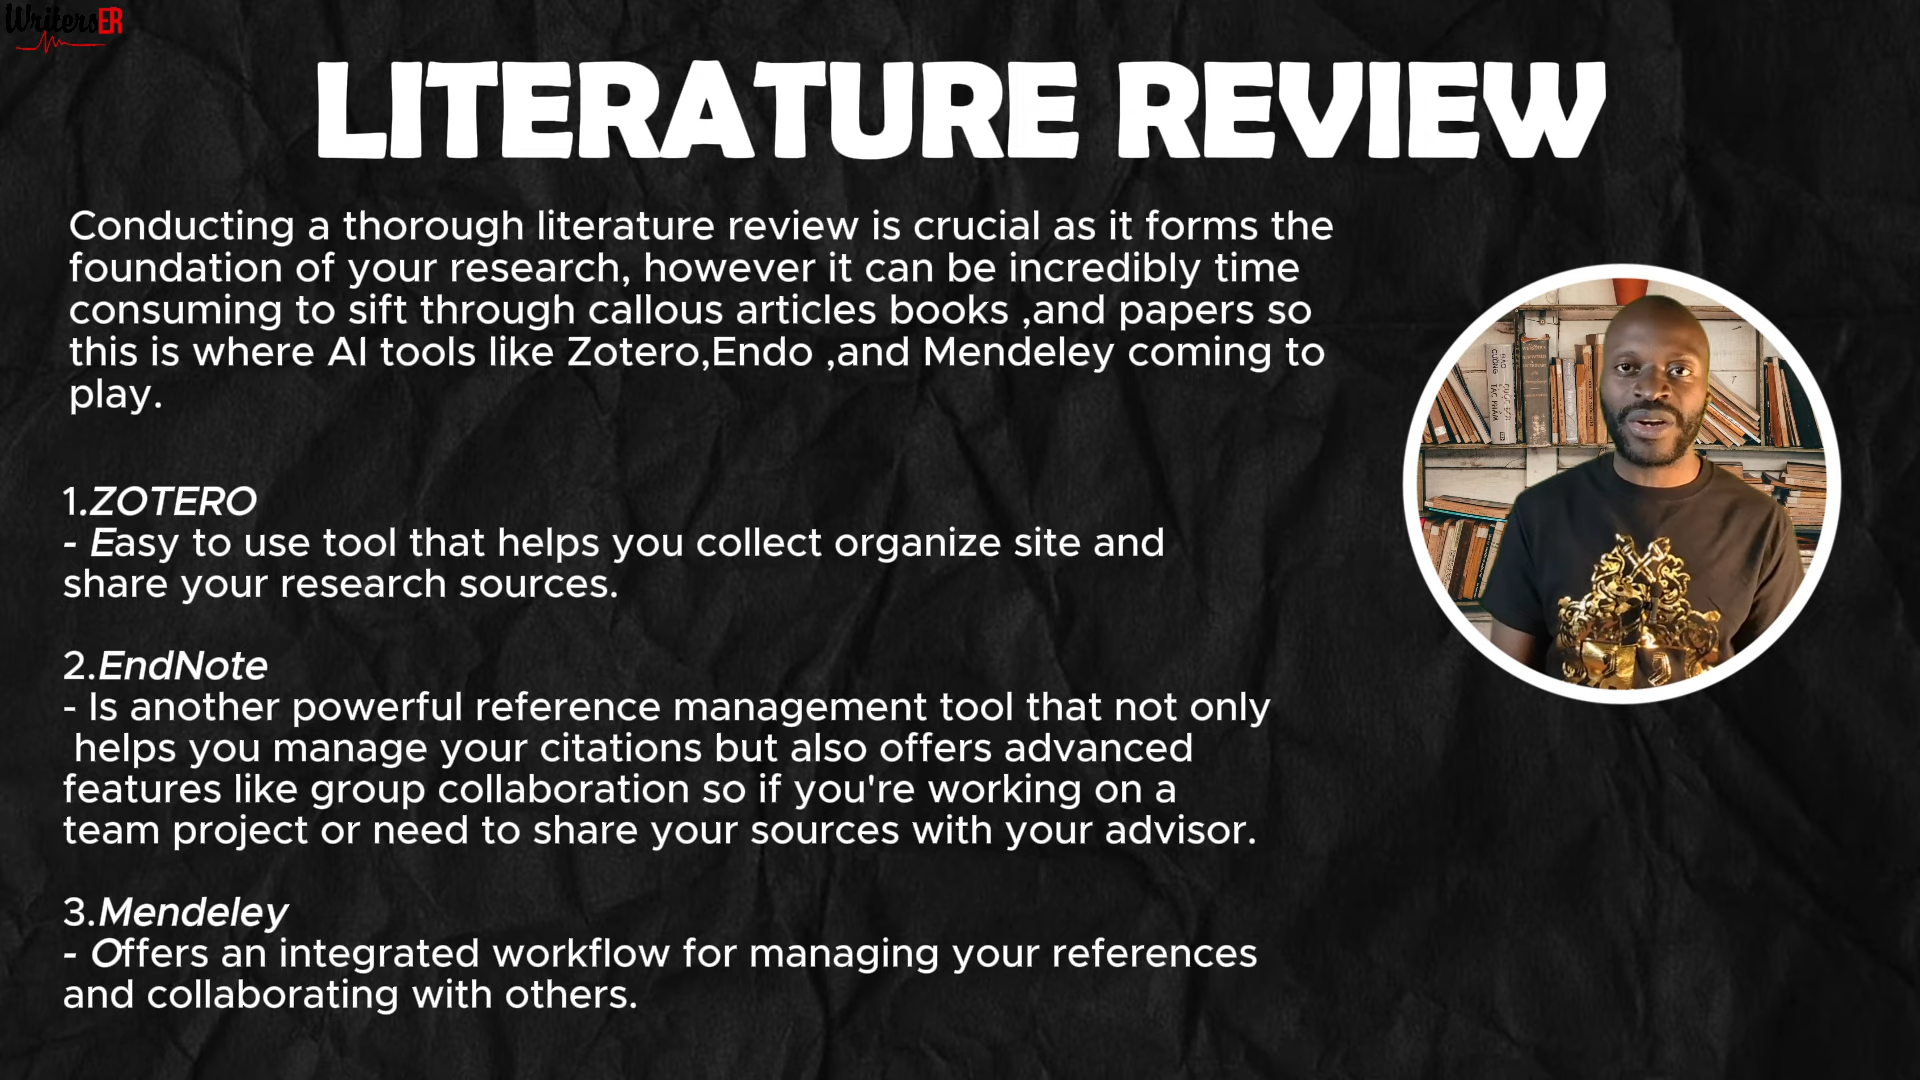 WritersER
LITERATURE REVIEW
Conducting a thorough literature review is crucial as it forms the
foundation of your research, however it can be incredibly time
consuming to sift through callous articles books ,and papers so
this is where AI tools like Zotero,Endo ,and Mendeley coming to
play.
1.ZOTERO
- Easy to use tool that helps you collect organize site and
share your research sources.
2.EndNote
- Is another powerful reference management tool that not only
helps you manage your citations but also offers advanced
features like group collaboration so if you're working on a
team project or need to share your sources with your advisor.
3.Mendeley
- Offers an integrated workflow for managing your references
and collaborating with others.